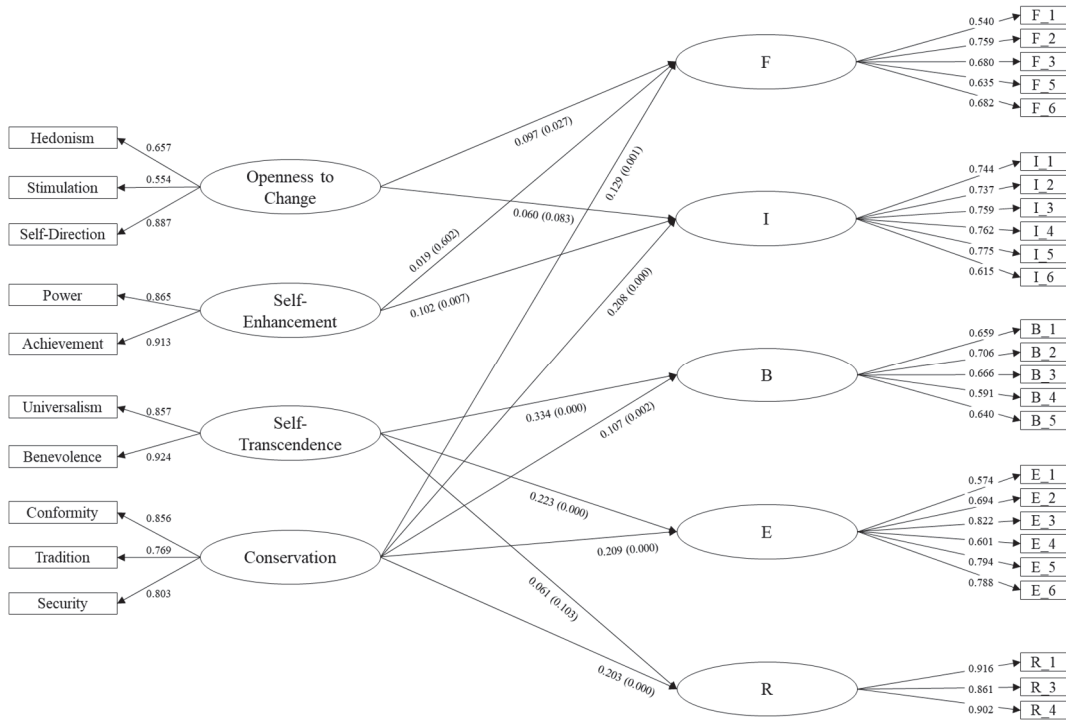 Hedonism
Stimulation
Self-Direction
0.657
0.554
0.887
Openness to
Change
Power
Achievement
0.865
0.913
Self-
Enhancement
Universalism
Benevolence
0.857
0.924
Self-
Transcendence
Conformity
Tradition
Security
0.856
0.769
0.803
Conservation
0.097 (0.027)
0.060 (0.083)
0.019 (0.602)
0.102 (0.007)
0.129 (0.001)
0.208 (0.000)
0.334 (0.000)
0.107 (0.002)
0.223 (0.000)
0.209 (0.000)
0.061 (0.103)
0.203 (0.000)
F
0.540 F_1
0.759 F_2
0.680 F_3
0.635 F_5
0.682 F_6
I
0.744 I_1
0.737 I_2
0.759 I_3
0.762 I_4
0.775 I_5
0.615 I_6
B
0.659 B_1
0.706 B_2
0.666 B_3
0.591 B_4
0.640 B_5
E
0.574 E_1
0.694 E_2
0.822 E_3
0.601 E_4
0.794 E_5
0.788 E_6
R
0.916 R_1
0.861 R_3
0.902 R_4